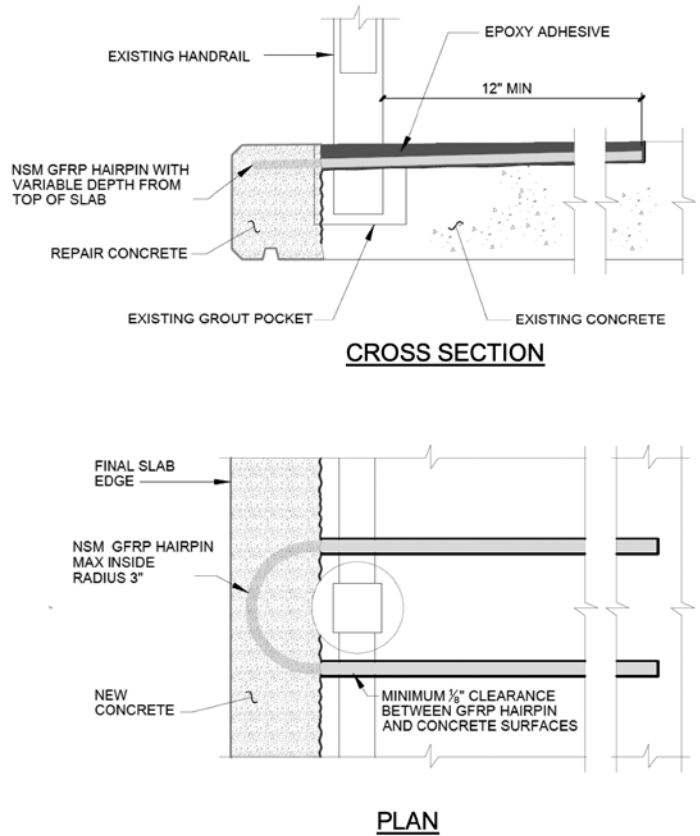 EXISTING HANDRAIL
EPOXY ADHESIVE
12" MIN
NSM GFRP HAIRPIN WITH
VARIABLE DEPTH FROM
TOP OF SLAB
REPAIR CONCRETE
EXISTING GROUT POCKET
EXISTING CONCRETE
CROSS SECTION
FINAL SLAB
EDGE
NSM GFRP HAIRPIN
MAX INSIDE
RADIUS 3"
NEW
CONCRETE
MINIMUM ⅛" CLEARANCE
BETWEEN GFRP HAIRPIN
AND CONCRETE SURFACES
PLAN